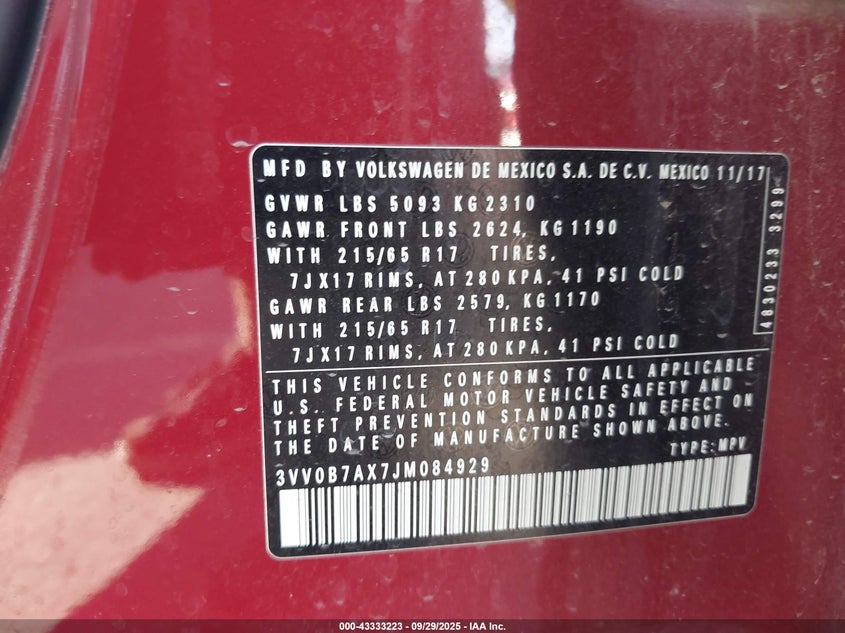 MFD BY VOLKSWAGEN DE MEXICO S.A. DE C.V. MEXICO 11/17
GVWR LBS 5093 KG 2310
GAWR FRONT LBS 2624, KG 1190
WITH 215/65 R17 TIRES,
7JX17 RIMS, AT 280 KPA, 41 PSI COLD
GAWR REAR LBS 2579, KG 1170
WITH 215/65 R17 TIRES,
7JX17 RIMS, AT 280 KPA, 41 PSI COLD
4830233 3299
THIS VEHICLE CONFORMS TO ALL APPLICABLE
U.S. FEDERAL MOTOR VEHICLE SAFETY AND
THEFT PREVENTION STANDARDS IN EFFECT ON
THE DATE OF MANUFACTURE SHOWN ABOVE.
TYPE: MPV
3VV0B7AX7JM084929
000-43333223 | 09/29/2025 | IAA Inc.